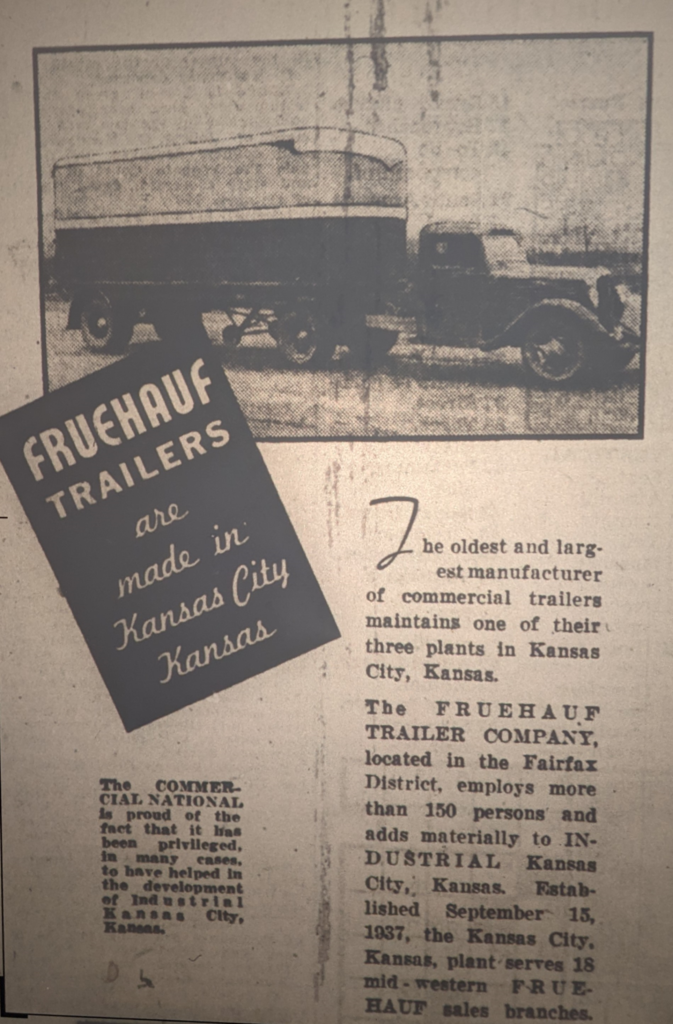 FRUEHAUF
TRAILERS
are
made in
Kansas City
Kansas
The oldest and larg-
est manufacturer
of commercial trailers
maintains one of their
three plants in Kansas
City, Kansas.
The FRUEHAUF
TRAILER COMPANY,
located in the Fairfax
District, employs more
than 150 persons and
adds materially to IN-
DUSTRIAL Kansas
City, Kansas. Estab-
lished September 15,
1937, the Kansas City,
Kansas, plant serves 18
mid-western FRUE-
HAUF sales branches.
The COMMER-
CIAL NATIONAL
is proud of the
fact that it has
been privileged,
in many cases,
to have helped in
the development
of Industrial
Kansas City,
Kansas.